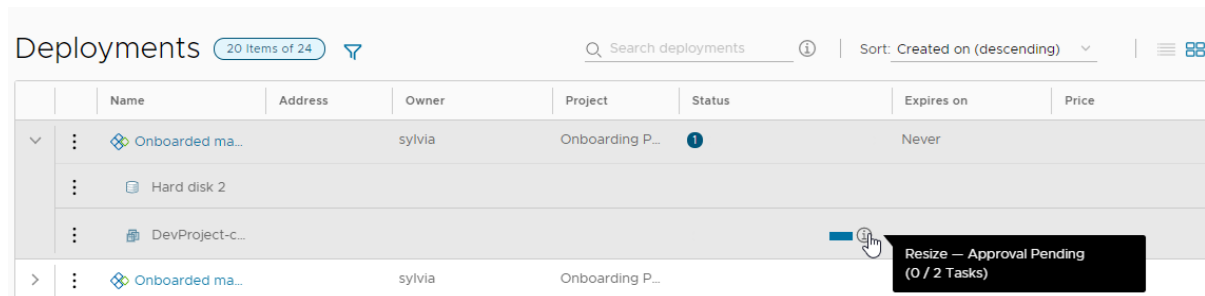 Deployments 20 Items of 24 Search deployments Sort: Created on (descending)
Name Address Owner Project Status Expires on Price
Onboarded ma... sylvia Onboarding P... 1 Never
Hard disk 2
DevProject-c...
Resize — Approval Pending
(0 / 2 Tasks)
Onboarded ma... sylvia Onboarding P...